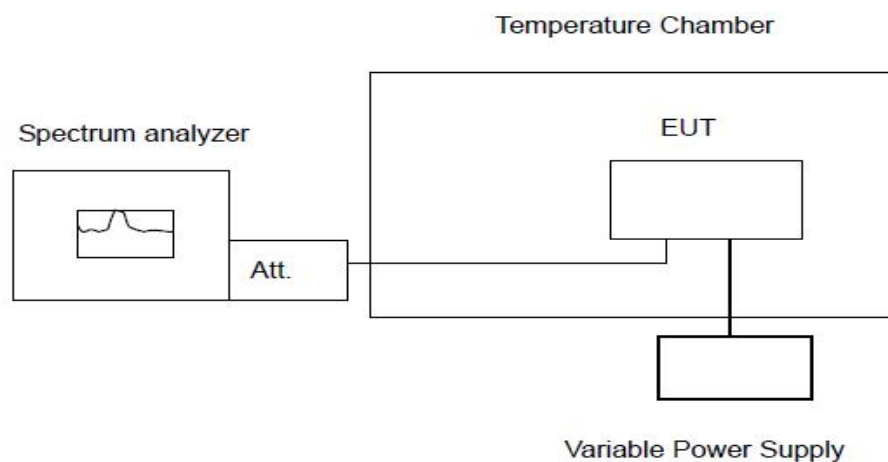 Temperature Chamber
Spectrum analyzer
EUT
Att.
Variable Power Supply